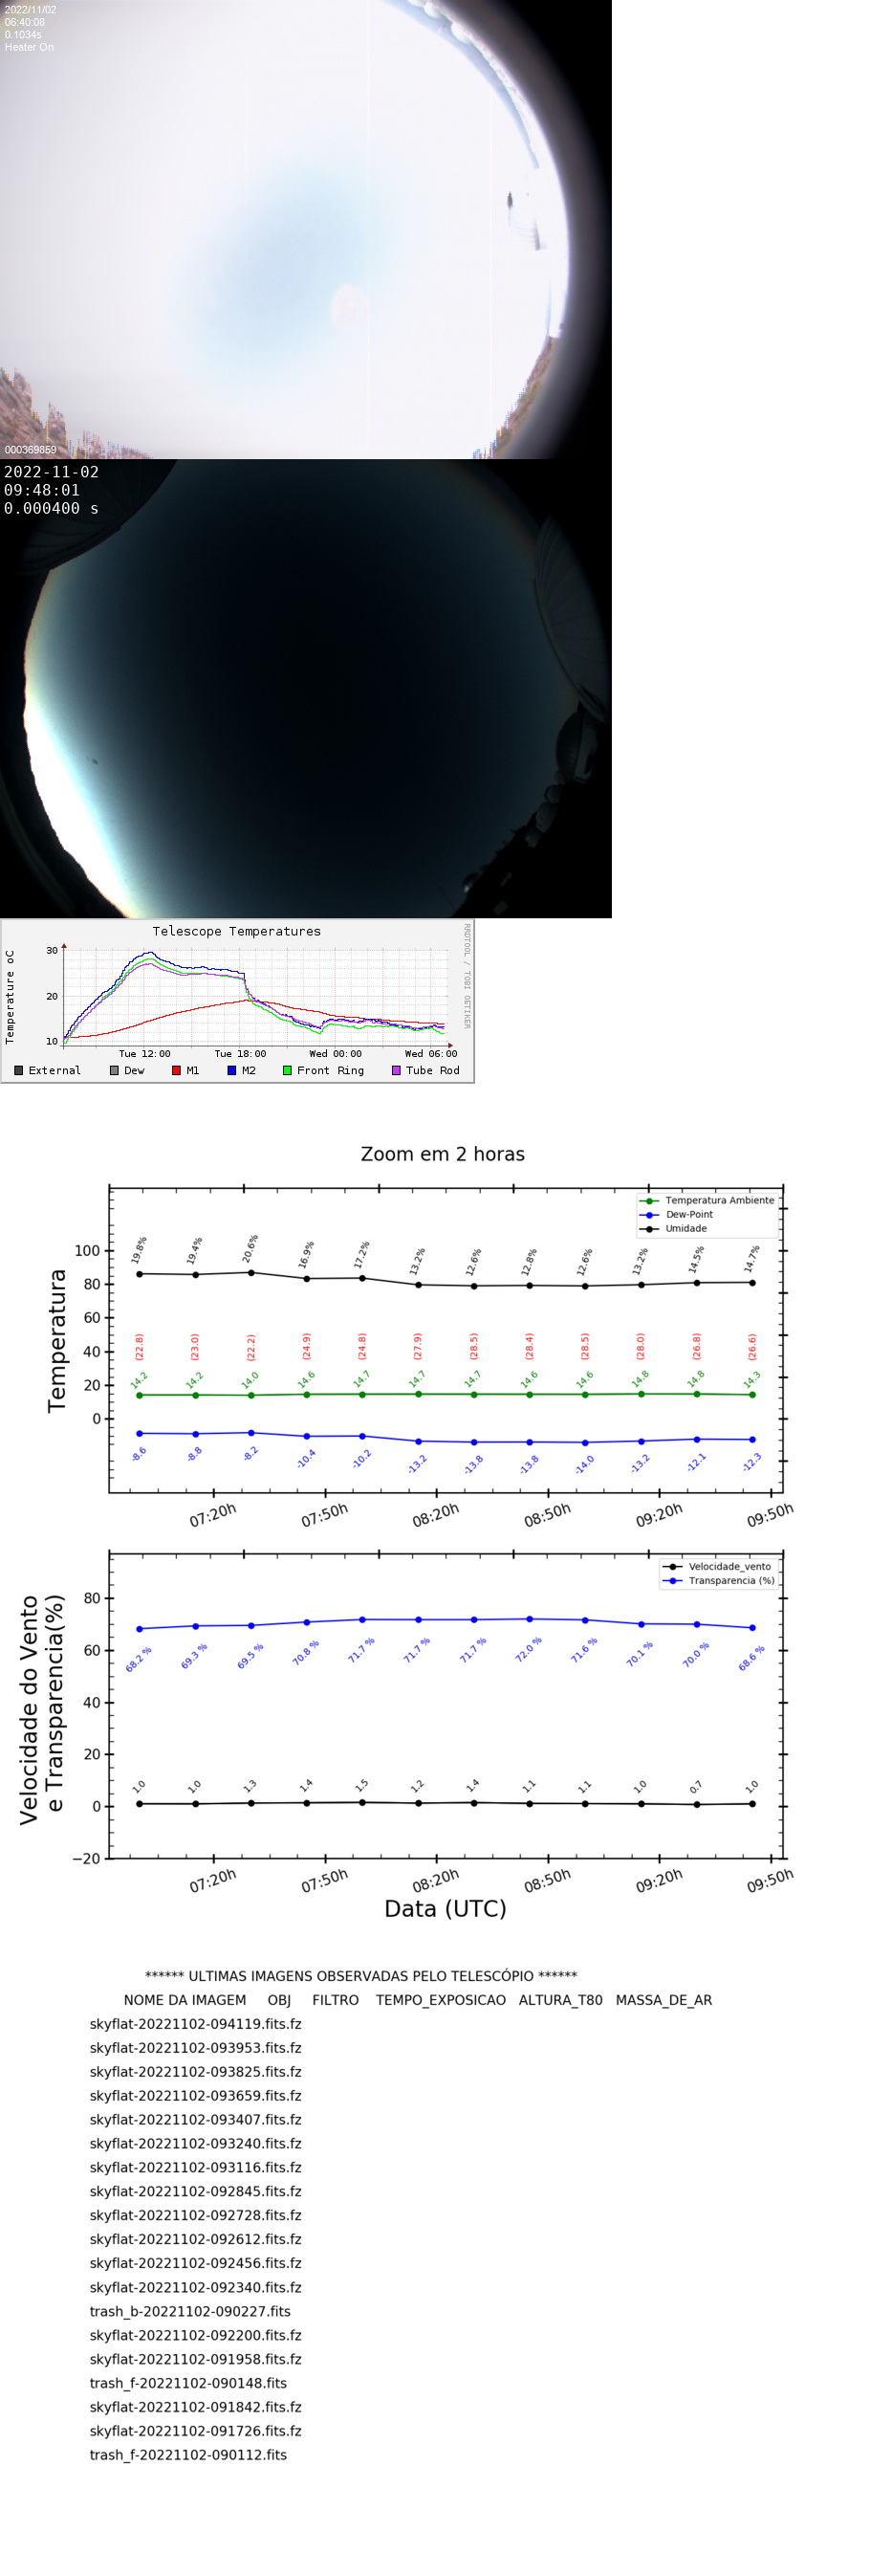 2022/11/02
06:40:08
0.1034s
Heater On
000369859
2022-11-02
09:48:01
0.000400 s
Telescope Temperatures
RRDTOOL / TOBI OETIKER
Temperature oC
30
20
10
Tue 12:00 Tue 18:00 Wed 00:00 Wed 06:00
External Dew M1 M2 Front Ring Tube Rod
Zoom em 2 horas
Temperatura Ambiente
Dew-Point
Umidade
Temperatura
100
80
60
40
20
0
19.8% 19.4% 20.6% 16.9% 17.2% 13.2% 12.6% 12.8% 12.6% 13.2% 14.5% 14.7%
(22.8) (23.0) (22.2) (24.9) (24.8) (27.9) (28.5) (28.4) (28.5) (28.0) (26.8) (26.6)
14.2 14.2 14.0 14.6 14.7 14.7 14.7 14.6 14.6 14.8 14.8 14.3
-8.6 -8.8 -8.2 -10.4 -10.2 -13.2 -13.8 -13.8 -14.0 -13.2 -12.1 -12.3
07:20h 07:50h 08:20h 08:50h 09:20h 09:50h
Velocidade_vento
Transparencia (%)
Velocidade do Vento
e Transparencia(%)
80
60
40
20
0
−20
68.2 % 69.3 % 69.5 % 70.8 % 71.7 % 71.7 % 71.7 % 72.0 % 71.6 % 70.1 % 70.0 % 68.6 %
1.0 1.0 1.3 1.4 1.5 1.2 1.4 1.1 1.1 1.0 0.7 1.0
07:20h 07:50h 08:20h 08:50h 09:20h 09:50h
Data (UTC)
****** ULTIMAS IMAGENS OBSERVADAS PELO TELESCÓPIO ******
NOME DA IMAGEM OBJ FILTRO TEMPO_EXPOSICAO ALTURA_T80 MASSA_DE_AR
skyflat-20221102-094119.fits.fz
skyflat-20221102-093953.fits.fz
skyflat-20221102-093825.fits.fz
skyflat-20221102-093659.fits.fz
skyflat-20221102-093407.fits.fz
skyflat-20221102-093240.fits.fz
skyflat-20221102-093116.fits.fz
skyflat-20221102-092845.fits.fz
skyflat-20221102-092728.fits.fz
skyflat-20221102-092612.fits.fz
skyflat-20221102-092456.fits.fz
skyflat-20221102-092340.fits.fz
trash_b-20221102-090227.fits
skyflat-20221102-092200.fits.fz
skyflat-20221102-091958.fits.fz
trash_f-20221102-090148.fits
skyflat-20221102-091842.fits.fz
skyflat-20221102-091726.fits.fz
trash_f-20221102-090112.fits